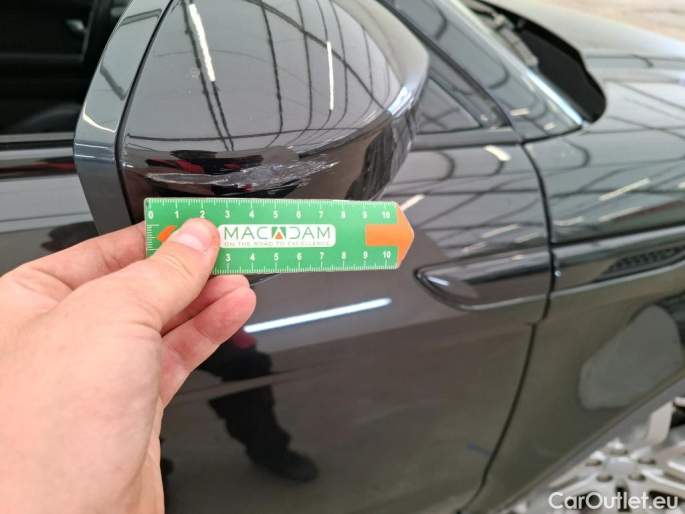 0 1 2 3 4 5 6 7 8 9 10
MACADAM
ON THE ROAD TO EXCELLENCE
3 4 5 6 7 8 9 10
CarOutlet.eu